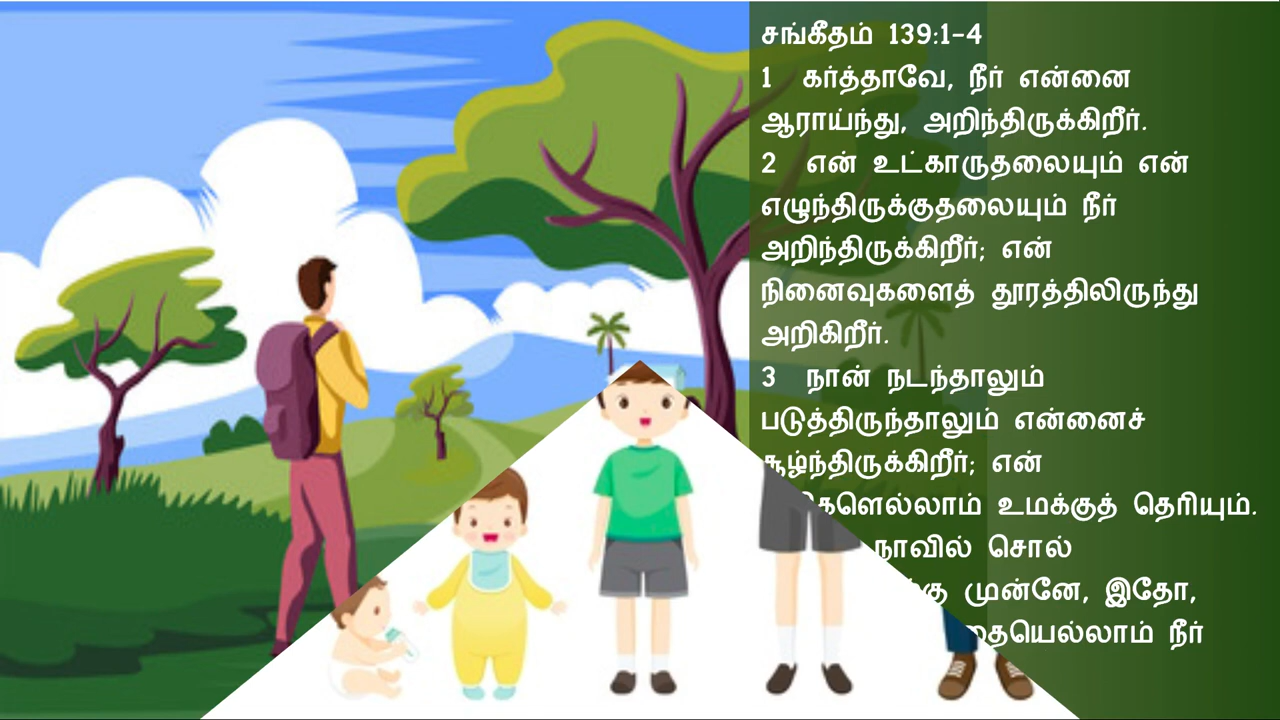 சங்கீதம் 139:1-4
1 கர்த்தாவே, நீர் என்னை
ஆராய்ந்து, அறிந்திருக்கிறீர்.
2 என் உட்காருதலையும் என்
எழுந்திருக்குதலையும் நீர்
அறிந்திருக்கிறீர்; என்
நினைவுகளைத் தூரத்திலிருந்து
அறிகிறீர்.
3 நான் நடந்தாலும்
படுத்திருந்தாலும் என்னைச்
சூழ்ந்திருக்கிறீர்; என்
உமக்குத் தெரியும்.
நாவில் சொல்
முன்னே, இதோ,
நீர்